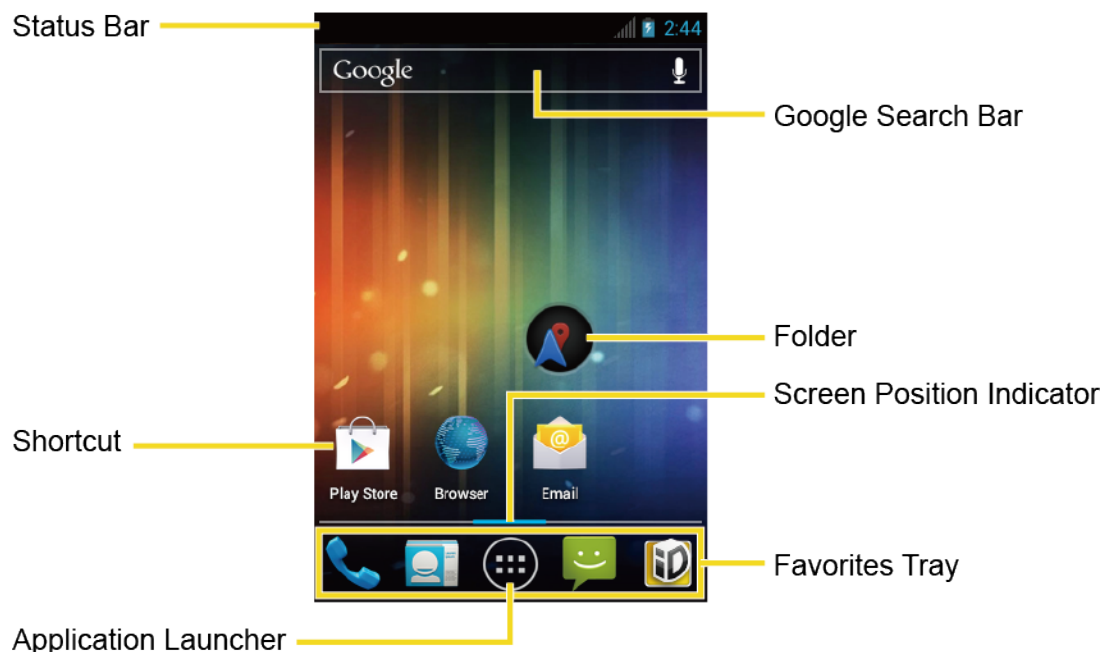 Status Bar
2:44
Google
Google Search Bar
Folder
Screen Position Indicator
Shortcut
@
Play Store
Browser
Email
Favorites Tray
iD
Application Launcher